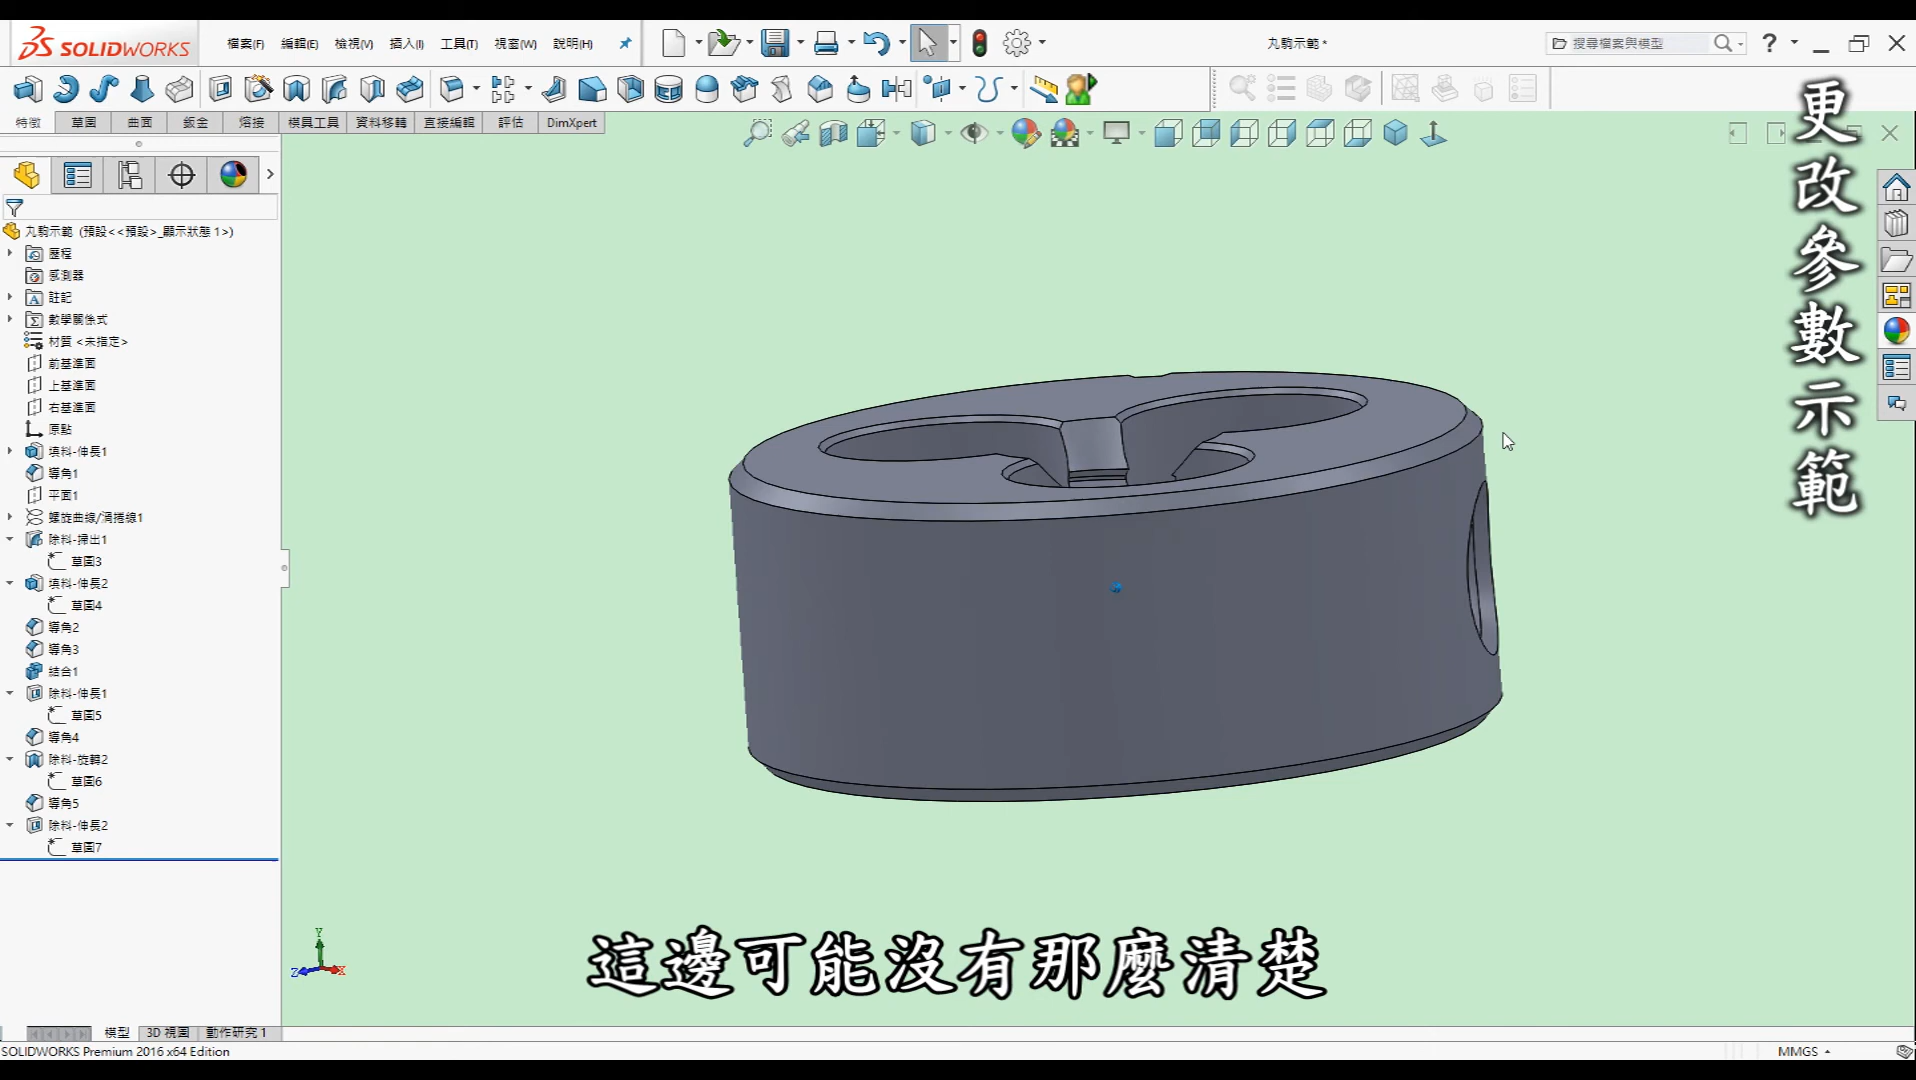 SOLIDWORKS 檔案(F) 編輯(E) 檢視(V) 插入(I) 工具(T) 視窗(W) 說明(H) 丸駒示範 * 搜尋檔案與模型
特徵 草圖 曲面 鈑金 熔接 模具工具 資料移轉 直接編輯 評估 DimXpert
更改參數示範
丸駒示範 (預設<<預設>_顯示狀態 1>)
歷程
感測器
註記
數學關係式
材質 <未指定>
前基準面
上基準面
右基準面
原點
填料-伸長1
導角1
平面1
螺旋曲線/渦捲線1
除料-掃出1
草圖3
填料-伸長2
草圖4
導角2
導角3
結合1
除料-伸長1
草圖5
導角4
除料-旋轉2
草圖6
導角5
除料-伸長2
草圖7
Y
Z X
這邊可能沒有那麼清楚
模型 3D 視圖 動作研究 1
SOLIDWORKS Premium 2016 x64 Edition MMGS